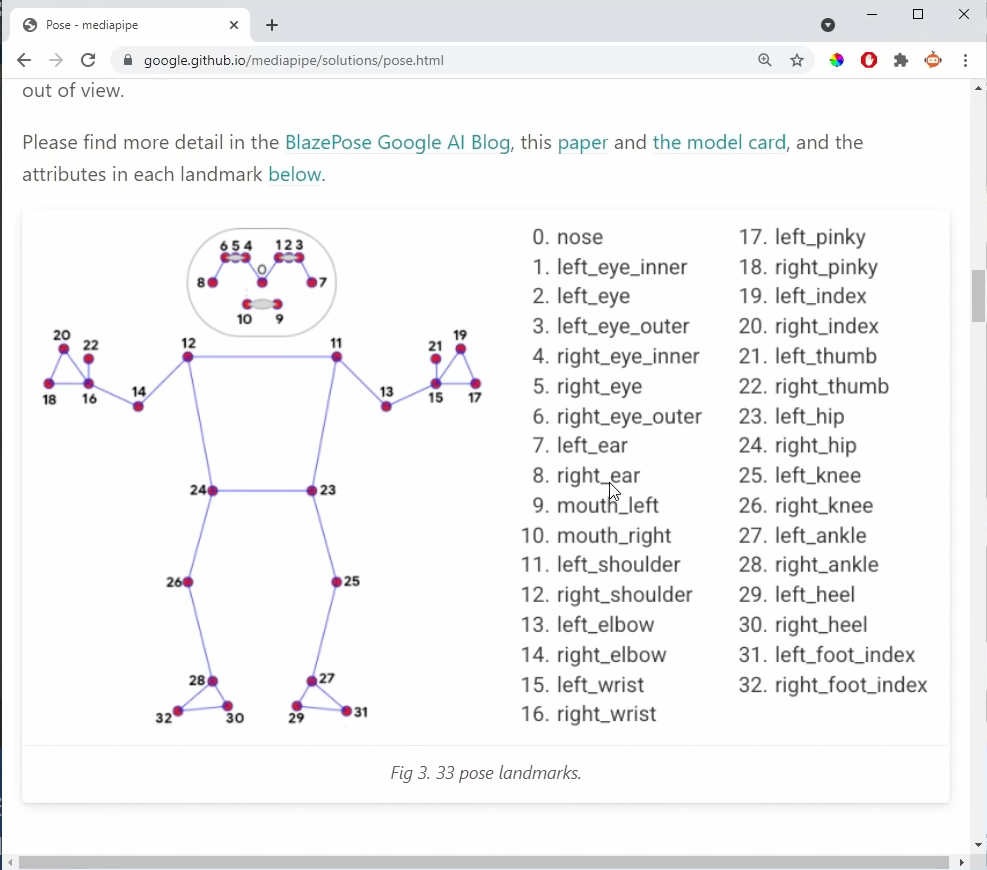 Pose - mediapipe
google.github.io/mediapipe/solutions/pose.html
out of view.
Please find more detail in the BlazePose Google AI Blog, this paper and the model card, and the
attributes in each landmark below.
6 5 4 1 2 3
0
8 7
10 9
20 22 12 11 21 19
18 16 14 13 15 17
24 23
26 25
28 27
32 30 29 31
0. nose
1. left_eye_inner
2. left_eye
3. left_eye_outer
4. right_eye_inner
5. right_eye
6. right_eye_outer
7. left_ear
8. right_ear
9. mouth_left
10. mouth_right
11. left_shoulder
12. right_shoulder
13. left_elbow
14. right_elbow
15. left_wrist
16. right_wrist
17. left_pinky
18. right_pinky
19. left_index
20. right_index
21. left_thumb
22. right_thumb
23. left_hip
24. right_hip
25. left_knee
26. right_knee
27. left_ankle
28. right_ankle
29. left_heel
30. right_heel
31. left_foot_index
32. right_foot_index
Fig 3. 33 pose landmarks.